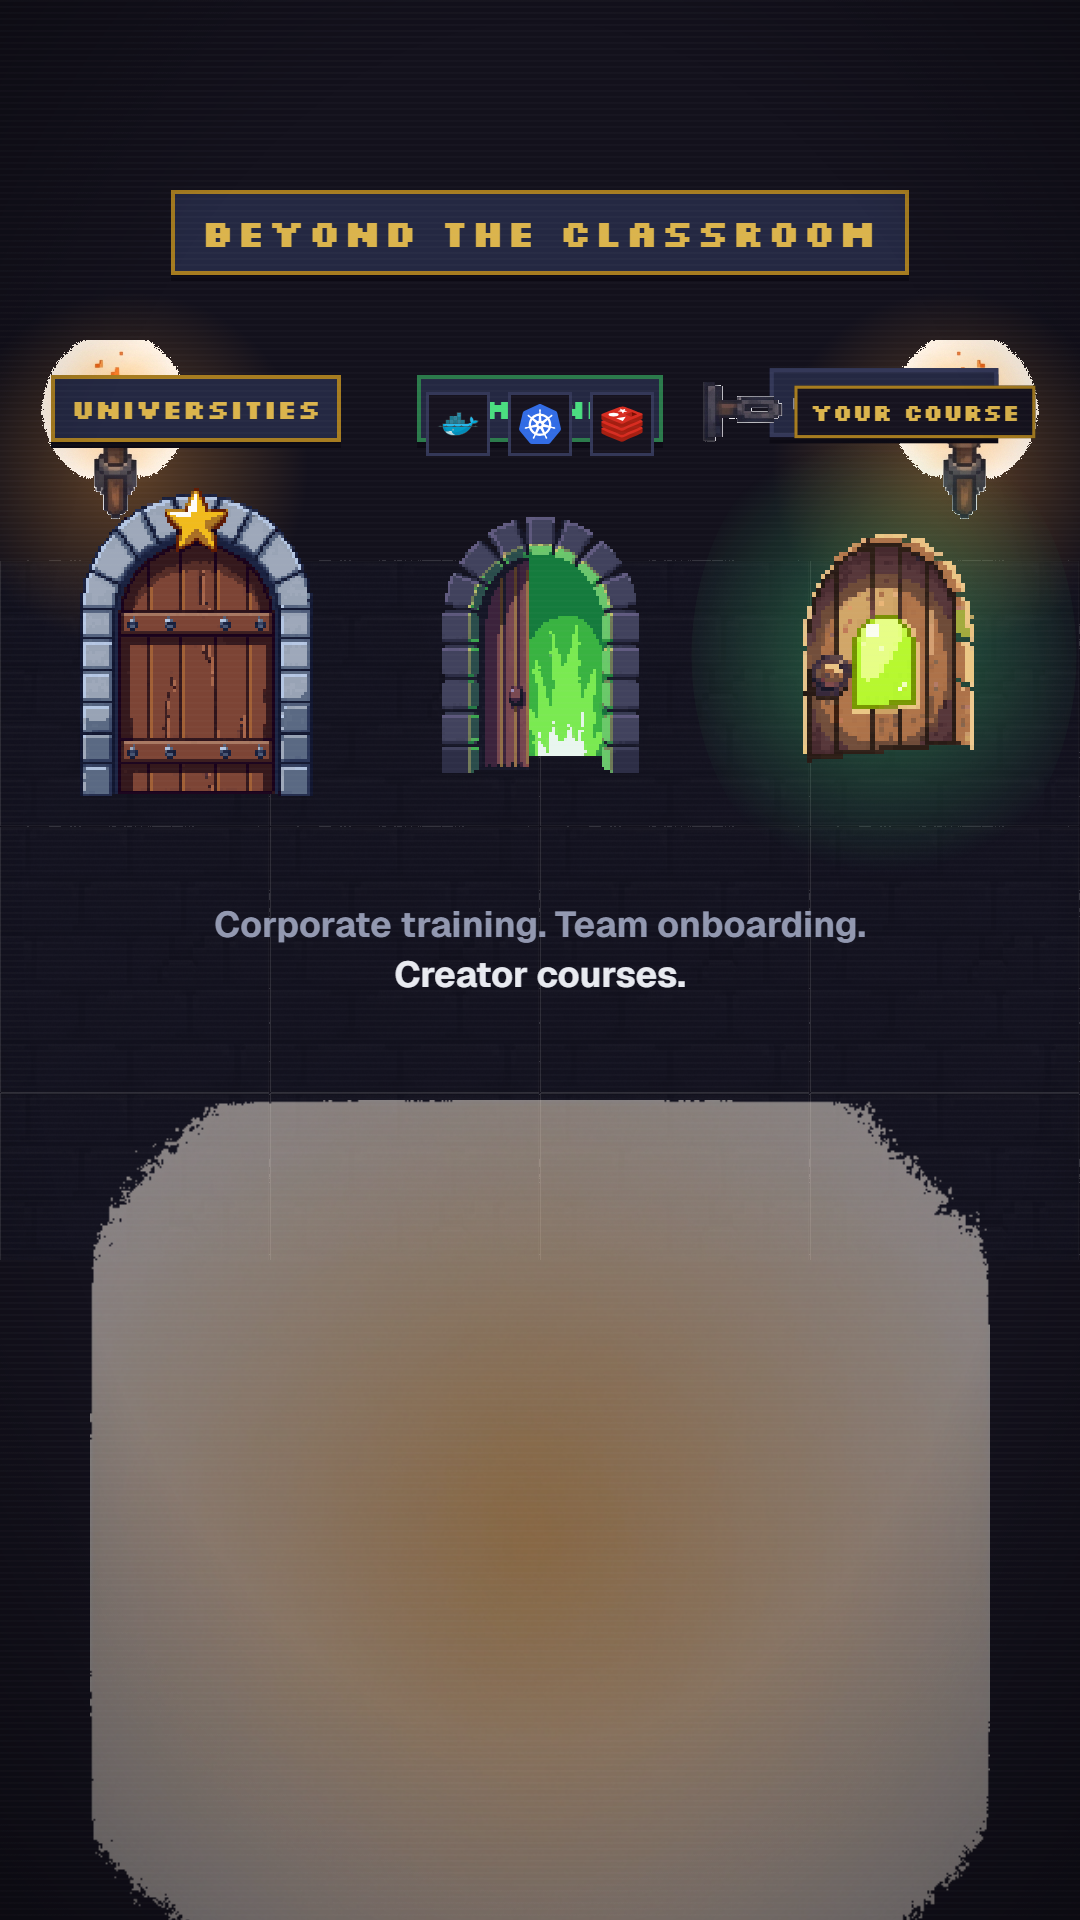 BEYOND THE CLASSROOM
UNIVERSITIES
YOUR COURSE
Corporate training. Team onboarding.
Creator courses.